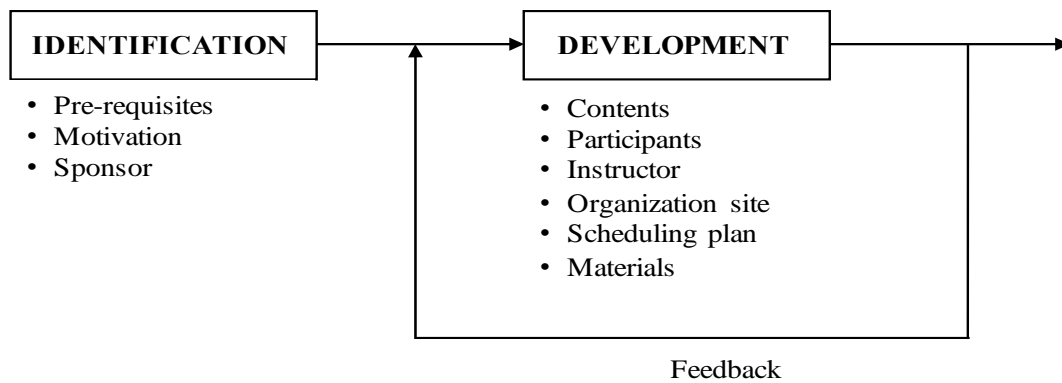 IDENTIFICATION
• Pre-requisites
• Motivation
• Sponsor
DEVELOPMENT
• Contents
• Participants
• Instructor
• Organization site
• Scheduling plan
• Materials
Feedback